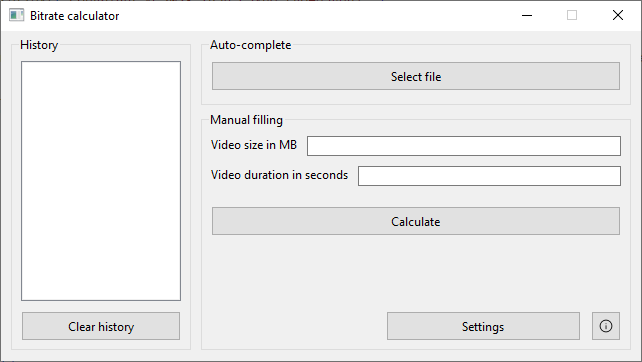 Bitrate calculator
History
Clear history
Auto-complete
Select file
Manual filling
Video size in MB
Video duration in seconds
Calculate
Settings